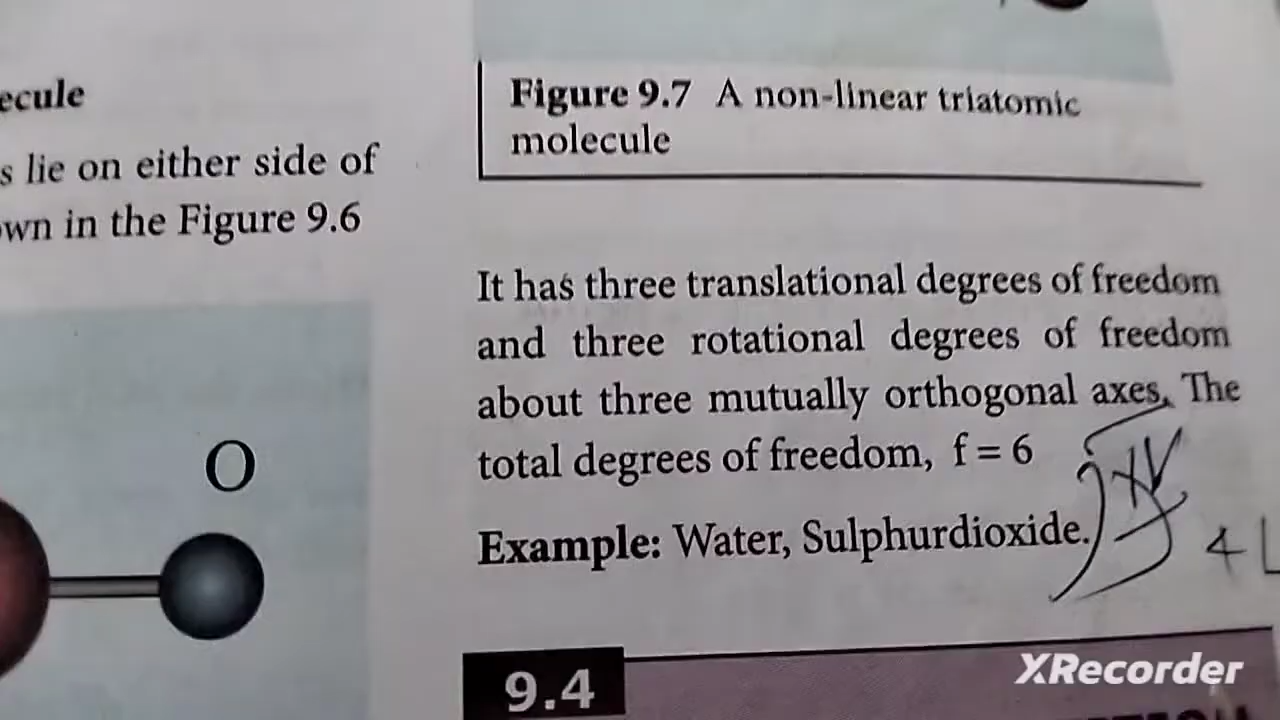 ecule
s lie on either side of
own in the Figure 9.6
O
Figure 9.7 A non-linear triatomic
molecule
It has three translational degrees of freedom
and three rotational degrees of freedom
about three mutually orthogonal axes. The
total degrees of freedom, f = 6
Example: Water, Sulphurdioxide.
9.4
XRecorder